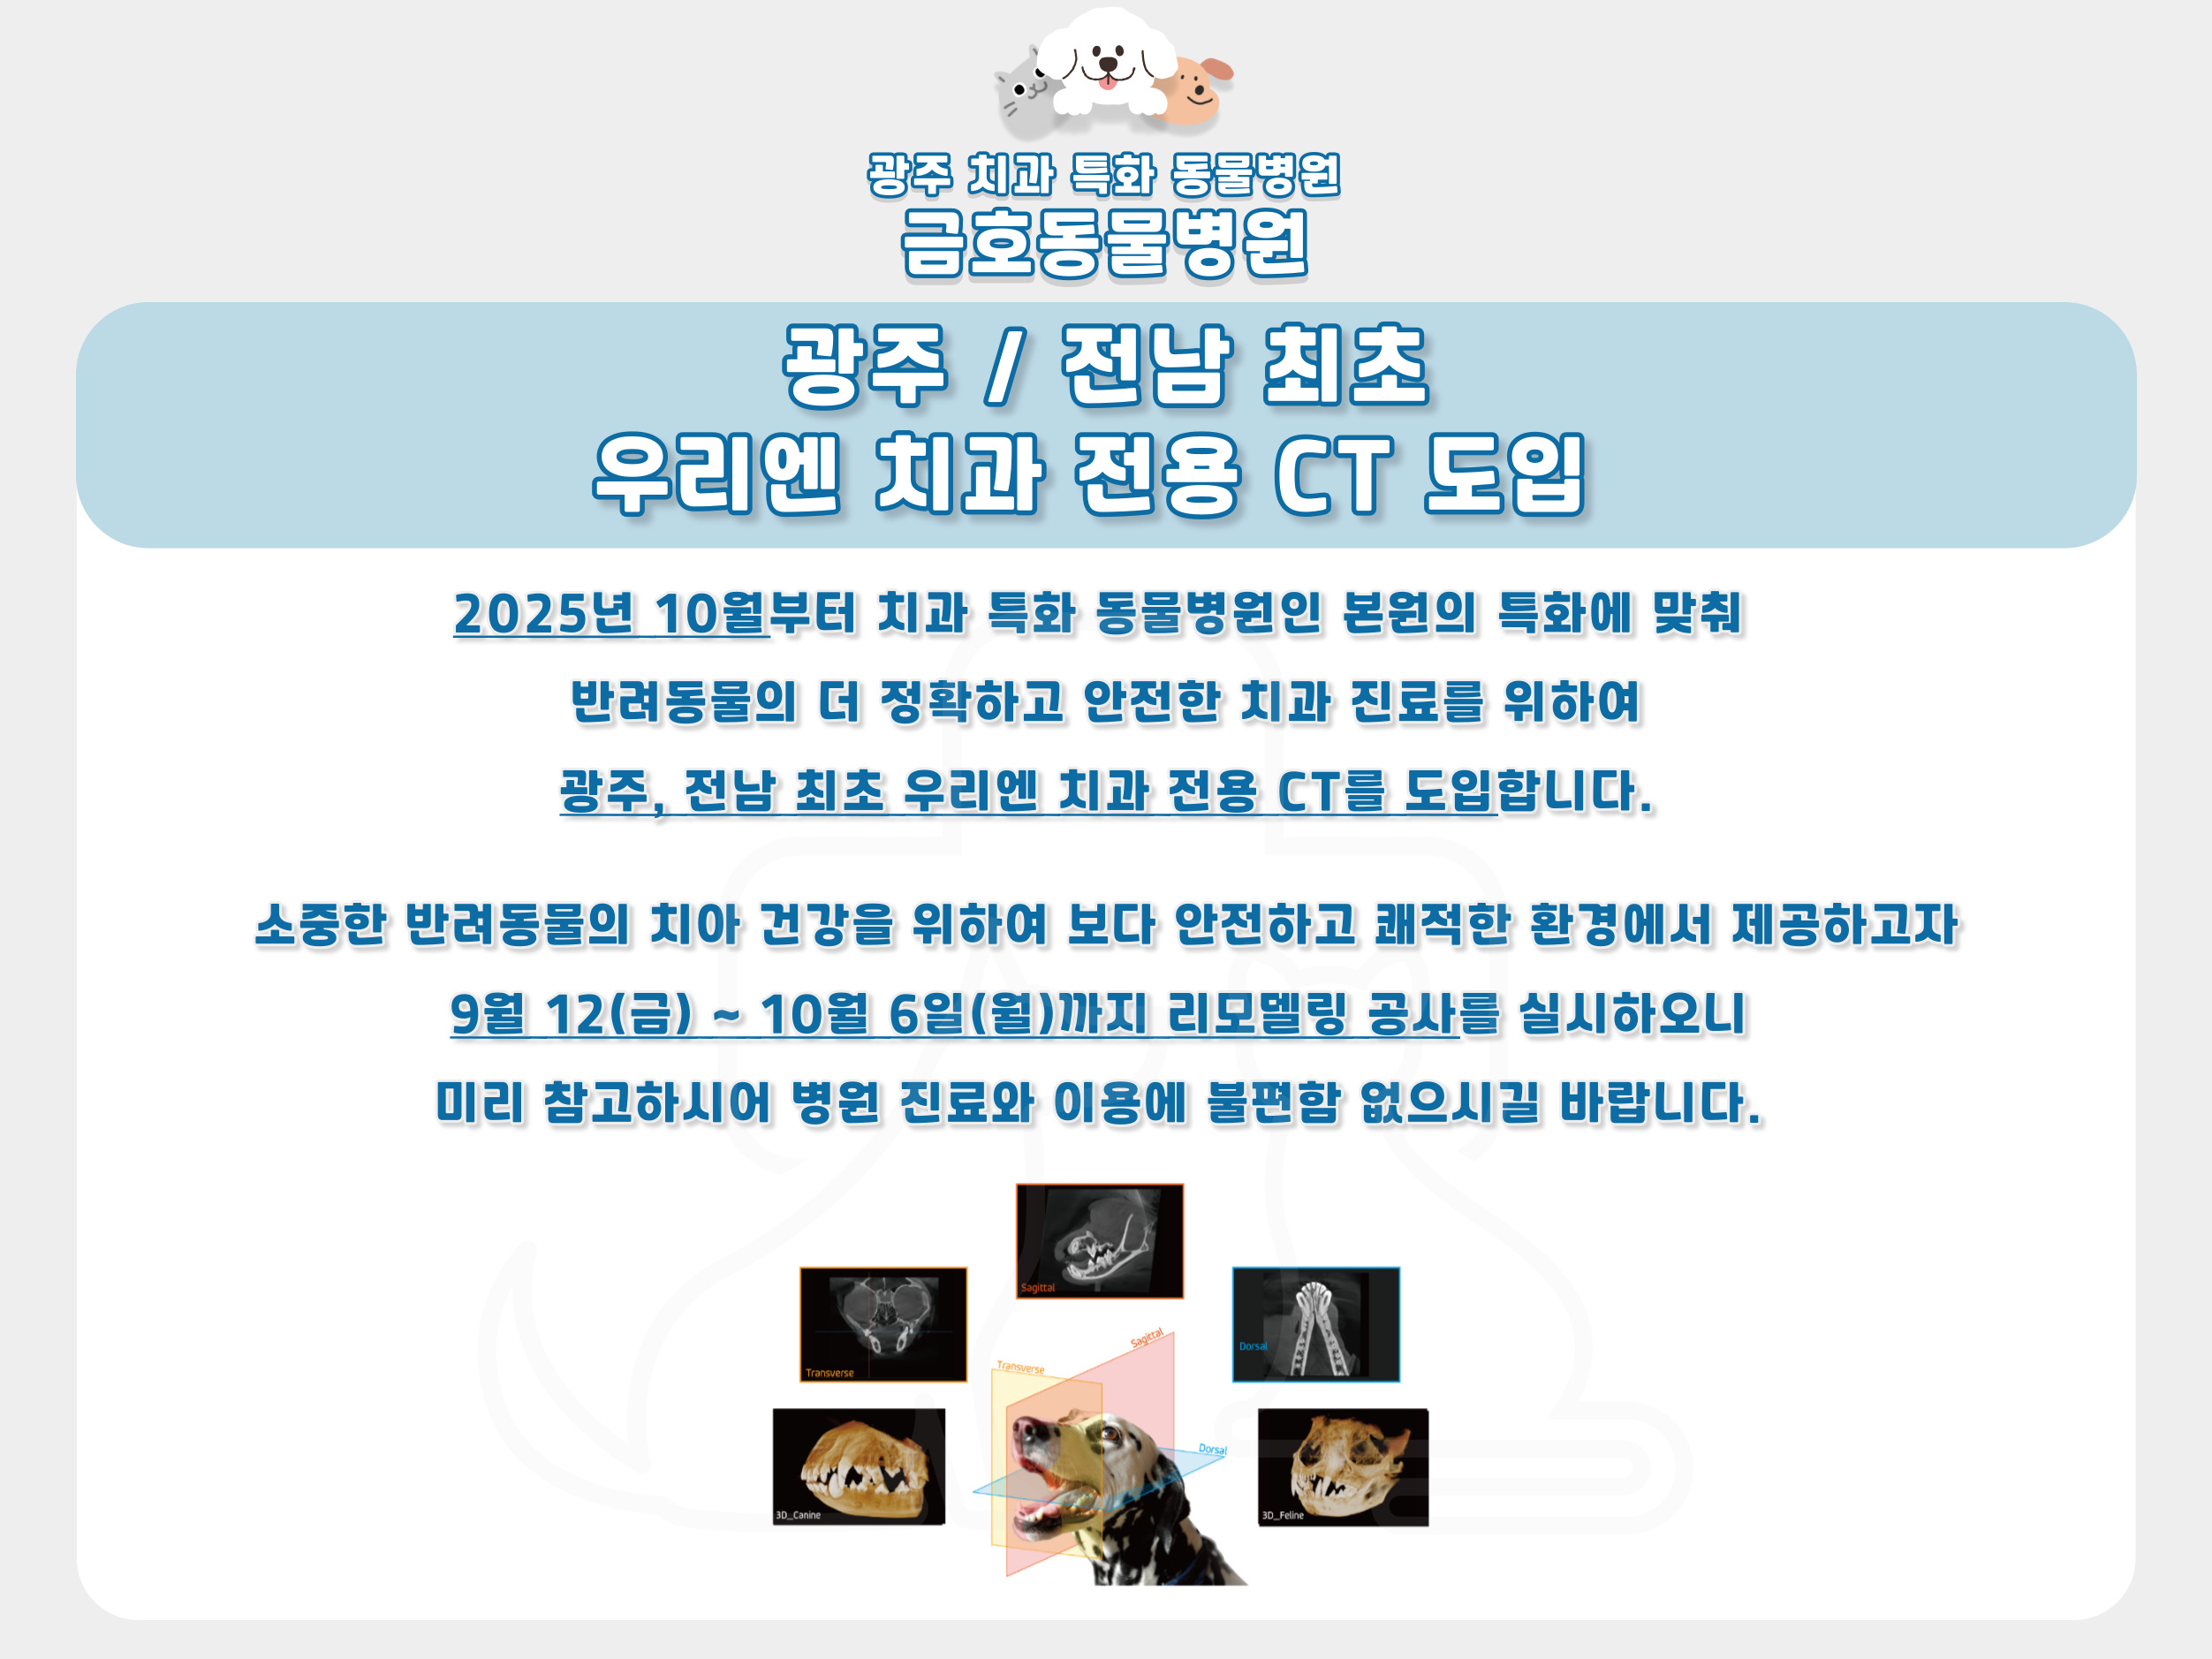 광주 치과 특화 동물병원
금호동물병원
광주 / 전남 최초
우리엔 치과 전용 CT 도입
2025년 10월부터 치과 특화 동물병원인 본원의 특화에 맞춰
반려동물의 더 정확하고 안전한 치과 진료를 위하여
광주, 전남 최초 우리엔 치과 전용 CT를 도입합니다.
소중한 반려동물의 치아 건강을 위하여 보다 안전하고 쾌적한 환경에서 제공하고자
9월 12(금) ~ 10월 6일(월)까지 리모델링 공사를 실시하오니
미리 참고하시어 병원 진료와 이용에 불편함 없으시길 바랍니다.
Sagittal
Transverse
Dorsal
Sagittal
Transverse
Dorsal
3D_Canine
3D_Feline